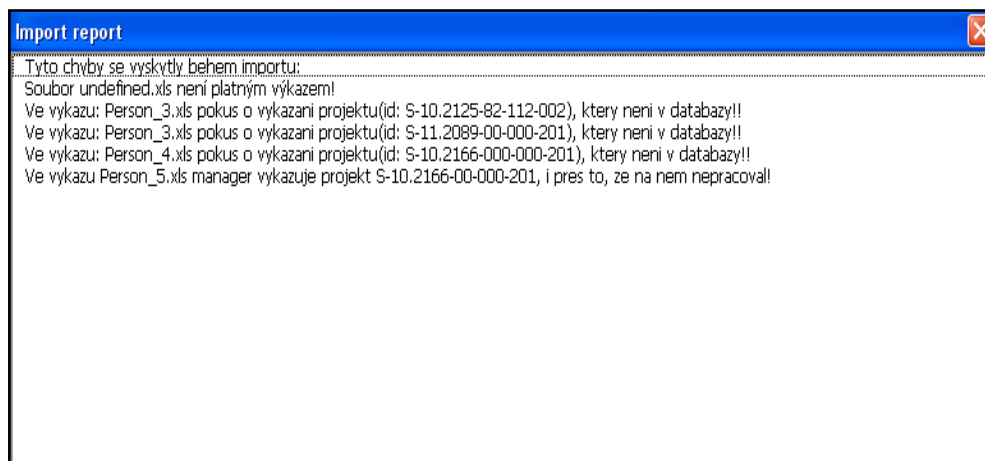 Import report
Tyto chyby se vyskytly behem importu:
Soubor undefined.xls není platným výkazem!
Ve vykazu: Person_3.xls pokus o vykazani projektu(id: S-10.2125-82-112-002), ktery neni v databazy!!
Ve vykazu: Person_3.xls pokus o vykazani projektu(id: S-11.2089-00-000-201), ktery neni v databazy!!
Ve vykazu: Person_4.xls pokus o vykazani projektu(id: S-10.2166-000-000-201), ktery neni v databazy!!
Ve vykazu Person_5.xls manager vykazuje projekt S-10.2166-00-000-201, i pres to, ze na nem nepracoval!